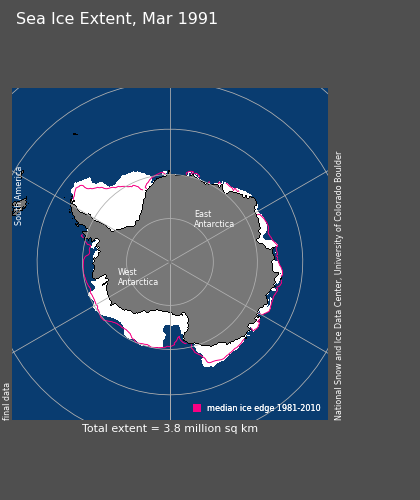 Sea Ice Extent, Mar 1991
South America
East
Antarctica
West
Antarctica
National Snow and Ice Data Center, University of Colorado Boulder
final data
median ice edge 1981-2010
Total extent = 3.8 million sq km